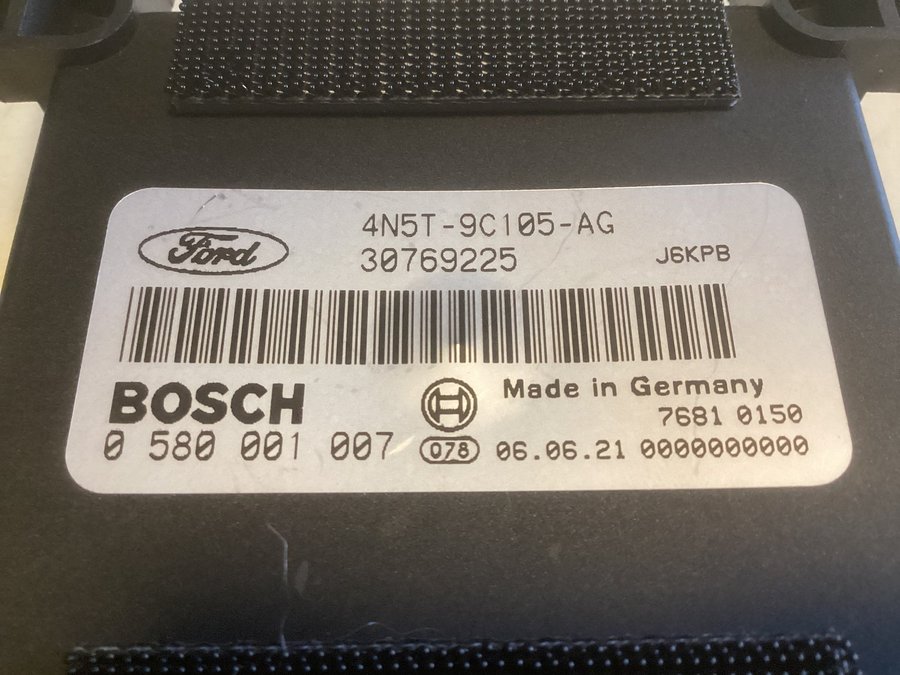 Ford
4N5T-9C105-AG
30769225
J6KPB
BOSCH
Made in Germany
7681 0150
0 580 001 007
078
06.06.21 0000000000